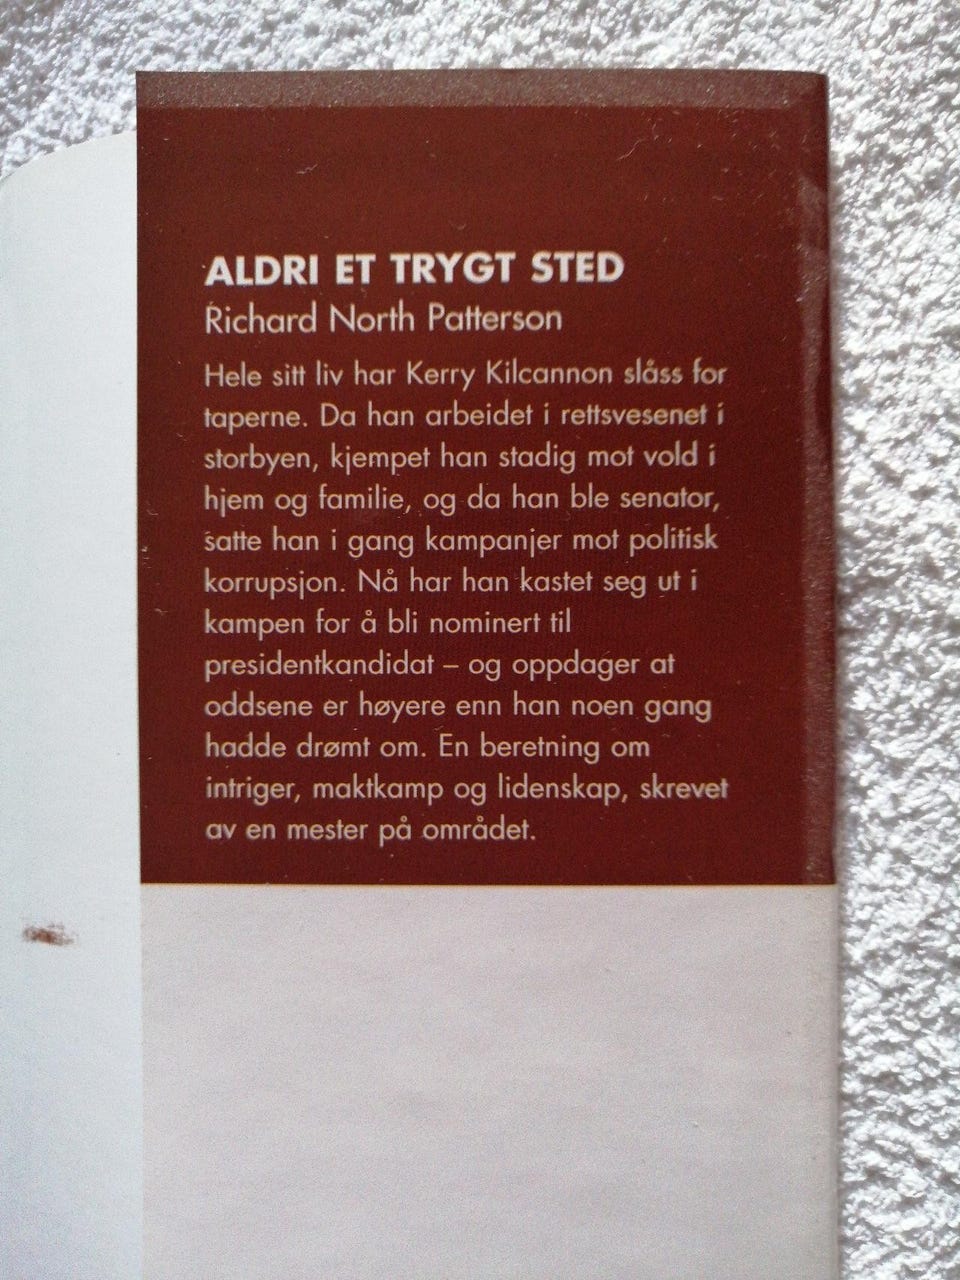 ALDRI ET TRYGT STED
Richard North Patterson
Hele sitt liv har Kerry Kilcannon slåss for
taperne. Da han arbeidet i rettsvesenet i
storbyen, kjempet han stadig mot vold i
hjem og familie, og da han ble senator,
satte han i gang kampanjer mot politisk
korrupsjon. Nå har han kastet seg ut i
kampen for å bli nominert til
presidentkandidat – og oppdager at
oddsene er høyere enn han noen gang
hadde drømt om. En beretning om
intriger, maktkamp og lidenskap, skrevet
av en mester på området.